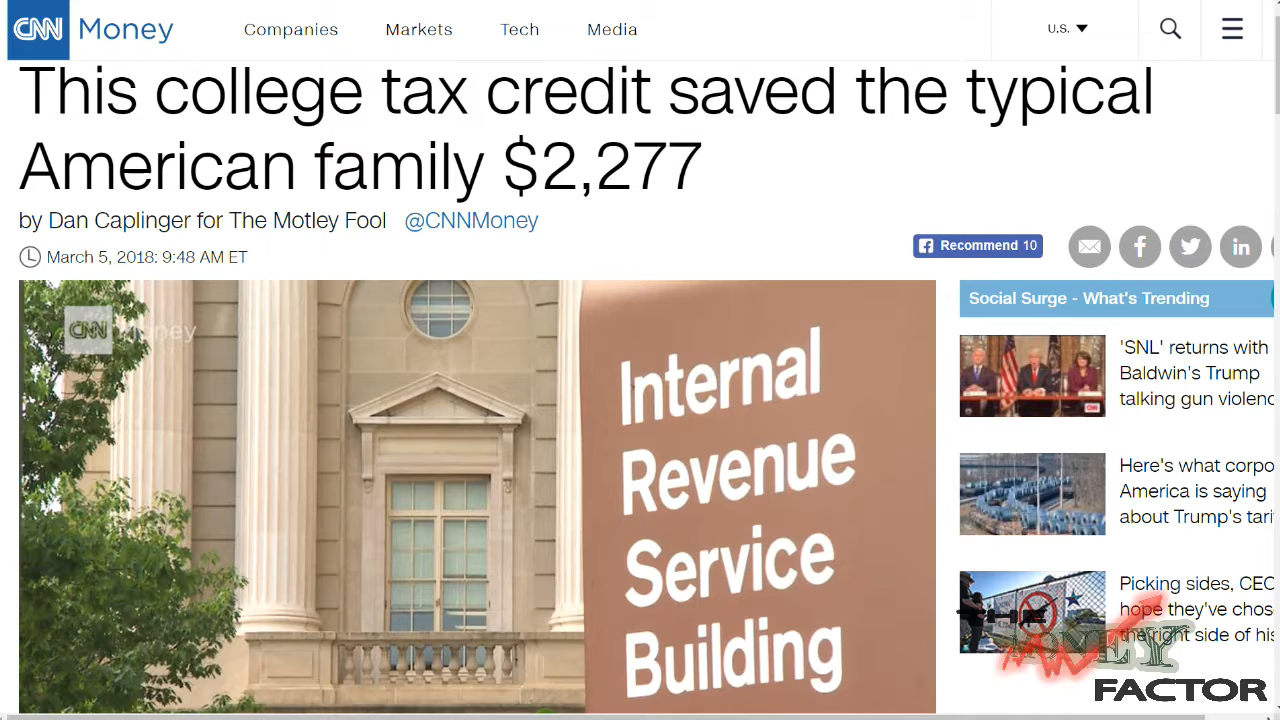 CNN Money Companies Markets Tech Media U.S.
This college tax credit saved the typical
American family $2,277
by Dan Caplinger for The Motley Fool @CNNMoney
March 5, 2018: 9:48 AM ET
Recommend 10
in
CNN Money
Internal
Revenue
Service
Building
Social Surge - What's Trending
'SNL' returns with
Baldwin's Trump
talking gun violenc
CNN
Here's what corpo
America is saying
about Trump's tari
Picking sides, CEO
hope they've chos
the right side of his
MONEY
FACTOR